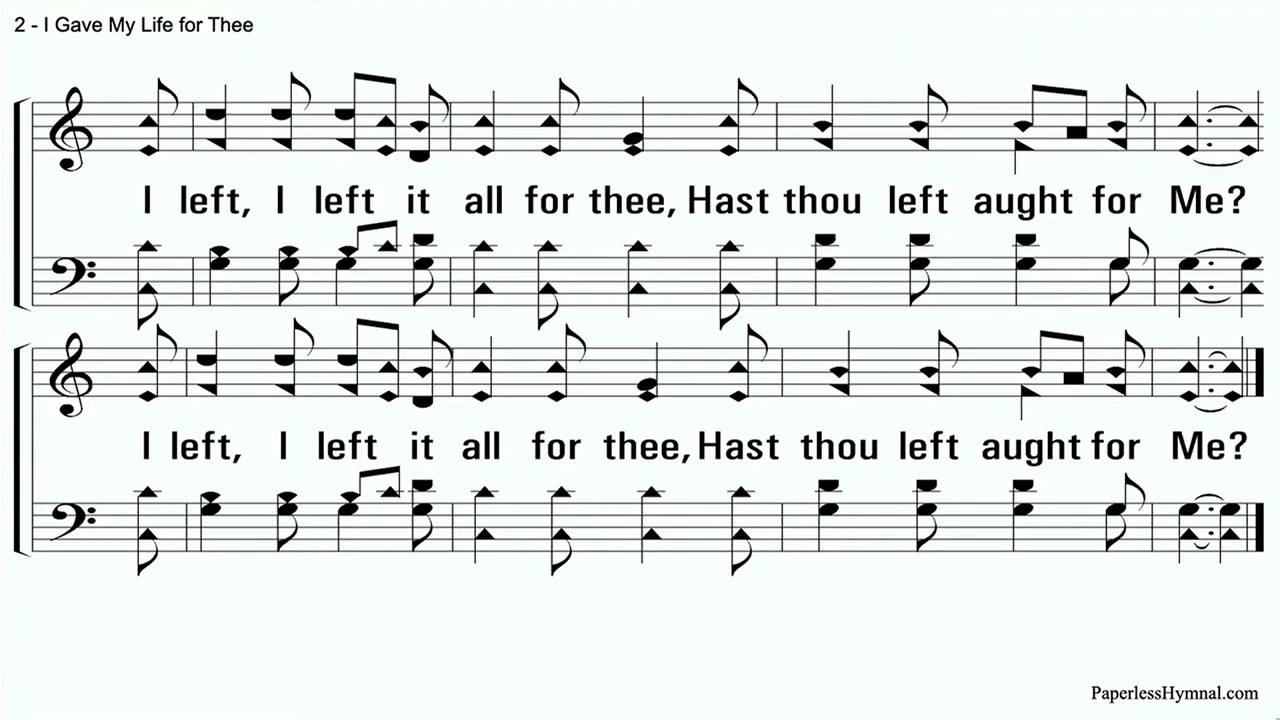 2 - I Gave My Life for Thee
I left, I left it all for thee, Hast thou left aught for Me?
I left, I left it all for thee, Hast thou left aught for Me?
PaperlessHymnal.com